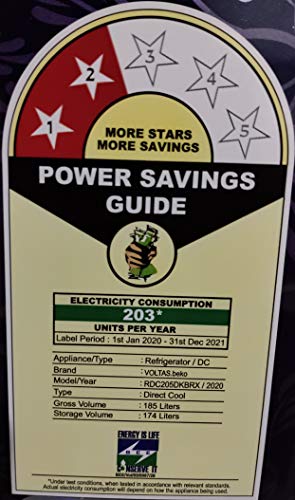 1 2 3 4 5
MORE STARS
MORE SAVINGS
POWER SAVINGS
GUIDE
ELECTRICITY CONSUMPTION
203*
UNITS PER YEAR
Label Period : 1st Jan 2020 - 31st Dec 2021
Appliance/Type : Refrigerator / DC
Brand : VOLTAS.beko
Model/Year : RDC205DKBRX / 2020
Type : Direct Cool
Gross Volume : 185 Liters
Storage Volume : 174 Liters
ENERGY IS LIFE
BEE
CONSERVE IT
*Under test conditions, when tested in accordance with relevant standards.
Actual electricity consumption will depend on how the appliance being used.